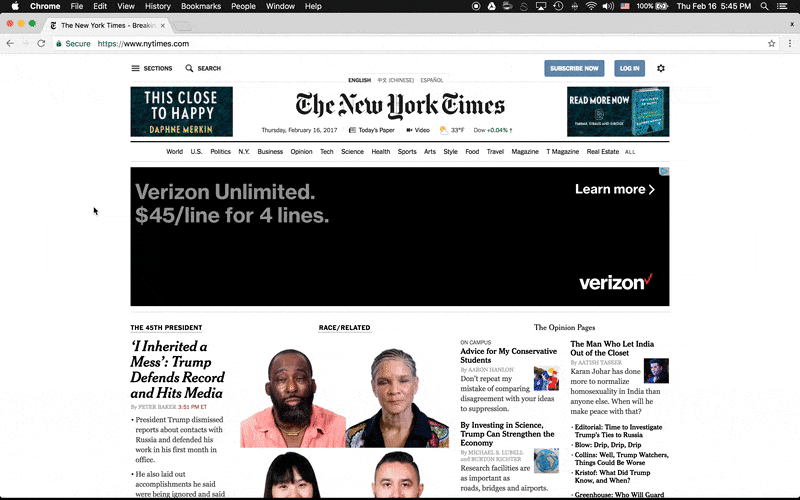 Chrome File Edit View History Bookmarks People Window Help 100% Thu Feb 16 5:45 PM
The New York Times - Breakin
Secure https://www.nytimes.com
SECTIONS SEARCH SUBSCRIBE NOW LOG IN
ENGLISH 中文 (CHINESE) ESPAÑOL
THIS CLOSE
TO HAPPY
DAPHNE MERKIN
The New York Times
READ MORE NOW
Thursday, February 16, 2017 Today's Paper Video 33°F Dow +0.04% ↑
World U.S. Politics N.Y. Business Opinion Tech Science Health Sports Arts Style Food Travel Magazine T Magazine Real Estate ALL
Verizon Unlimited.
$45/line for 4 lines.
Learn more >
verizon✓
THE 45TH PRESIDENT
‘I Inherited a
Mess’: Trump
Defends Record
and Hits Media
By PETER BAKER 3:51 PM ET
• President Trump dismissed
reports about contacts with
Russia and defended his
work in his first month in
office.
• He also laid out
accomplishments he said
were being ignored and said
RACE/RELATED
The Opinion Pages
ON CAMPUS
Advice for My Conservative
Students
By AARON HANLON
Don't repeat my
mistake of comparing
disagreement with your ideas
to suppression.
By Investing in Science,
Trump Can Strengthen the
Economy
By MICHAEL S. LUBELL
and BURTON RICHTER
Research facilities are
as important as
roads, bridges and airports.
The Man Who Let India
Out of the Closet
By AATISH TASEER
Karan Johar has done
more to normalize
homosexuality in India than
anyone else. When will he
make peace with that?
• Editorial: Time to Investigate
Trump's Ties to Russia
• Blow: Drip, Drip, Drip
• Collins: Well, Trump Watchers,
Things Could Be Worse
• Kristof: What Did Trump
Know, and When?
• Greenhouse: Who Will Guard